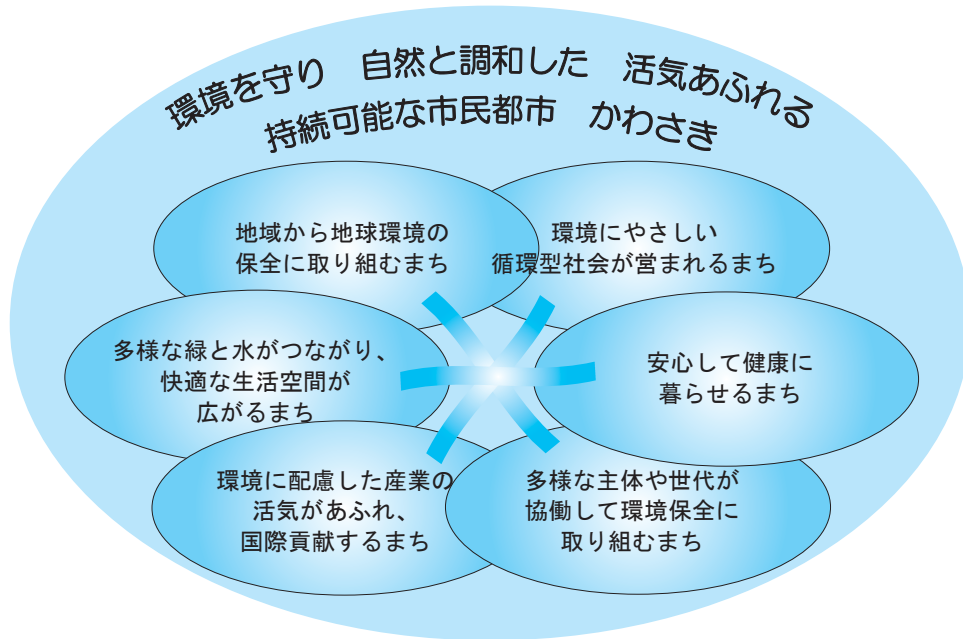 環境を守り　自然と調和した　活気あふれる
持続可能な市民都市　かわさき
地域から地球環境の
保全に取り組むまち
環境にやさしい
循環型社会が営まれるまち
多様な緑と水がつながり、
快適な生活空間が
広がるまち
安心して健康に
暮らせるまち
環境に配慮した産業の
活気があふれ、
国際貢献するまち
多様な主体や世代が
協働して環境保全に
取り組むまち